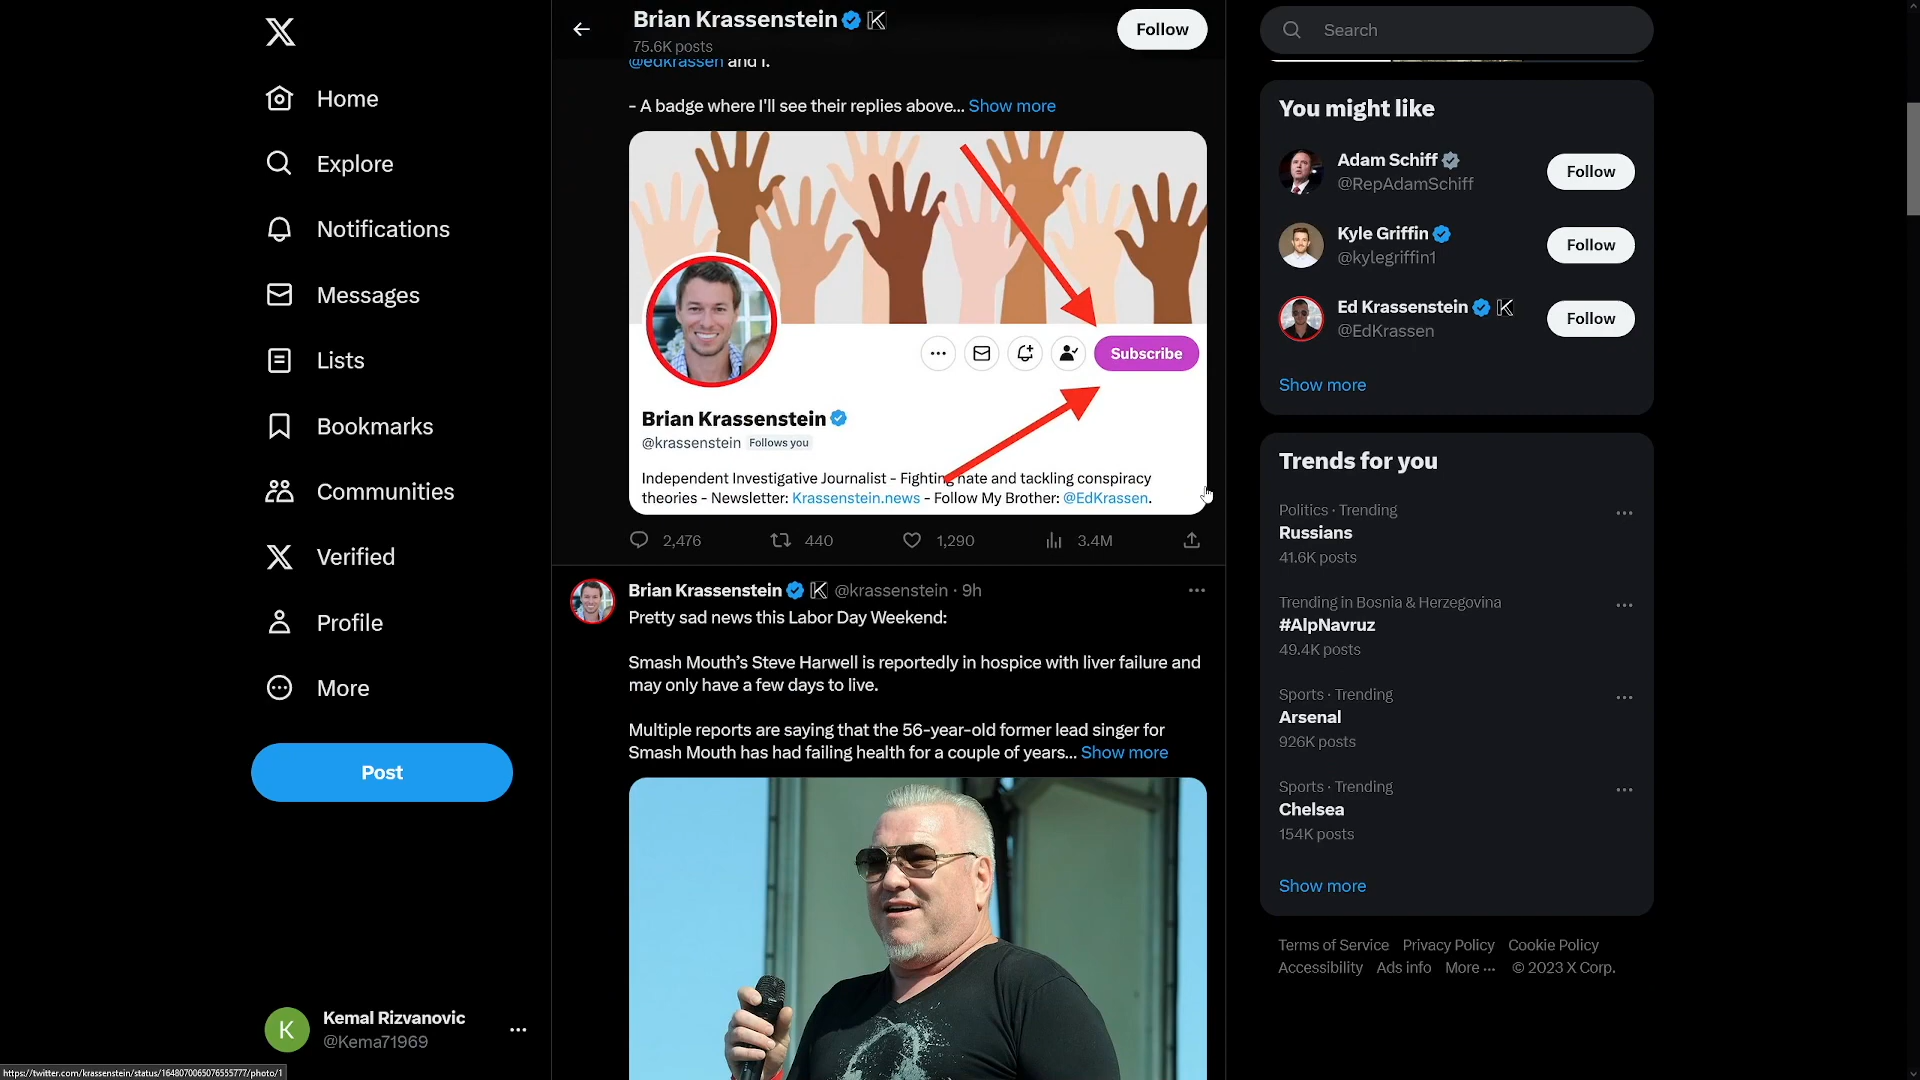 Home
Explore
Notifications
Messages
Lists
Bookmarks
Communities
Verified
Profile
More
Post
Kemal Rizvanovic
@Kema71969
https://twitter.com/krassenstein/status/1648070065076555777/photo/1
Brian Krassenstein
75.6K posts
Follow
@edkrassen and I.
- A badge where I'll see their replies above... Show more
Subscribe
Brian Krassenstein
@krassenstein Follows you
Independent Investigative Journalist - Fighting hate and tackling conspiracy
theories - Newsletter: Krassenstein.news - Follow My Brother: @EdKrassen.
2,476 440 1,290 3.4M
Brian Krassenstein @krassenstein · 9h
Pretty sad news this Labor Day Weekend:
Smash Mouth’s Steve Harwell is reportedly in hospice with liver failure and
may only have a few days to live.
Multiple reports are saying that the 56-year-old former lead singer for
Smash Mouth has had failing health for a couple of years... Show more
Search
You might like
Adam Schiff
@RepAdamSchiff
Follow
Kyle Griffin
@kylegriffin1
Follow
Ed Krassenstein
@EdKrassen
Follow
Show more
Trends for you
Politics · Trending
Russians
41.6K posts
Trending in Bosnia & Herzegovina
#AlpNavruz
49.4K posts
Sports · Trending
Arsenal
926K posts
Sports · Trending
Chelsea
154K posts
Show more
Terms of Service Privacy Policy Cookie Policy
Accessibility Ads info More ··· © 2023 X Corp.
K